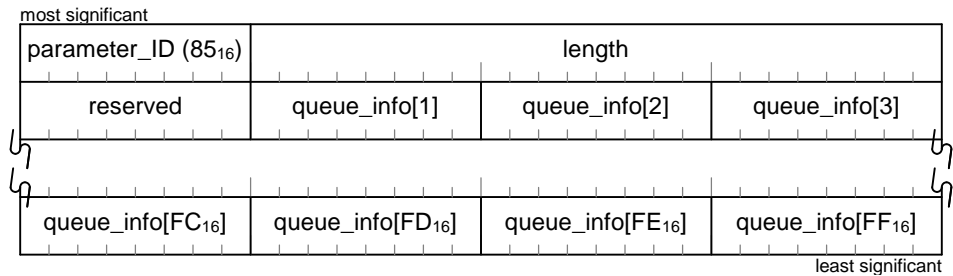 most significant
parameter_ID (85₁₆) length
reserved queue_info[1] queue_info[2] queue_info[3]
queue_info[FC₁₆] queue_info[FD₁₆] queue_info[FE₁₆] queue_info[FF₁₆]
least significant